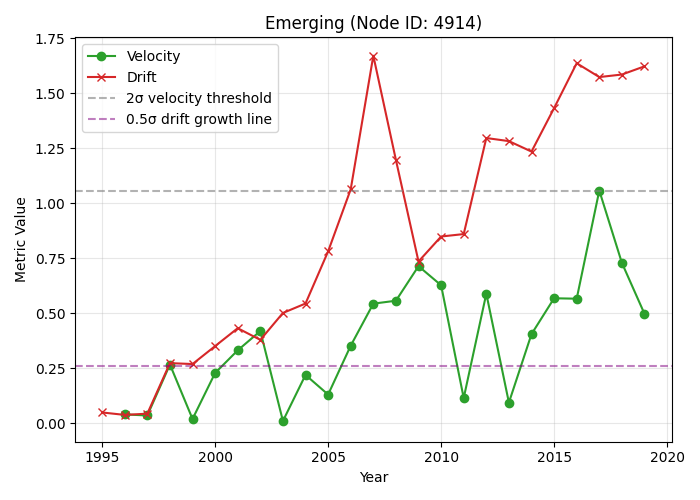 Emerging (Node ID: 4914)
Velocity
Drift
2σ velocity threshold
0.5σ drift growth line
Metric Value
1.75
1.50
1.25
1.00
0.75
0.50
0.25
0.00
1995 2000 2005 2010 2015 2020
Year